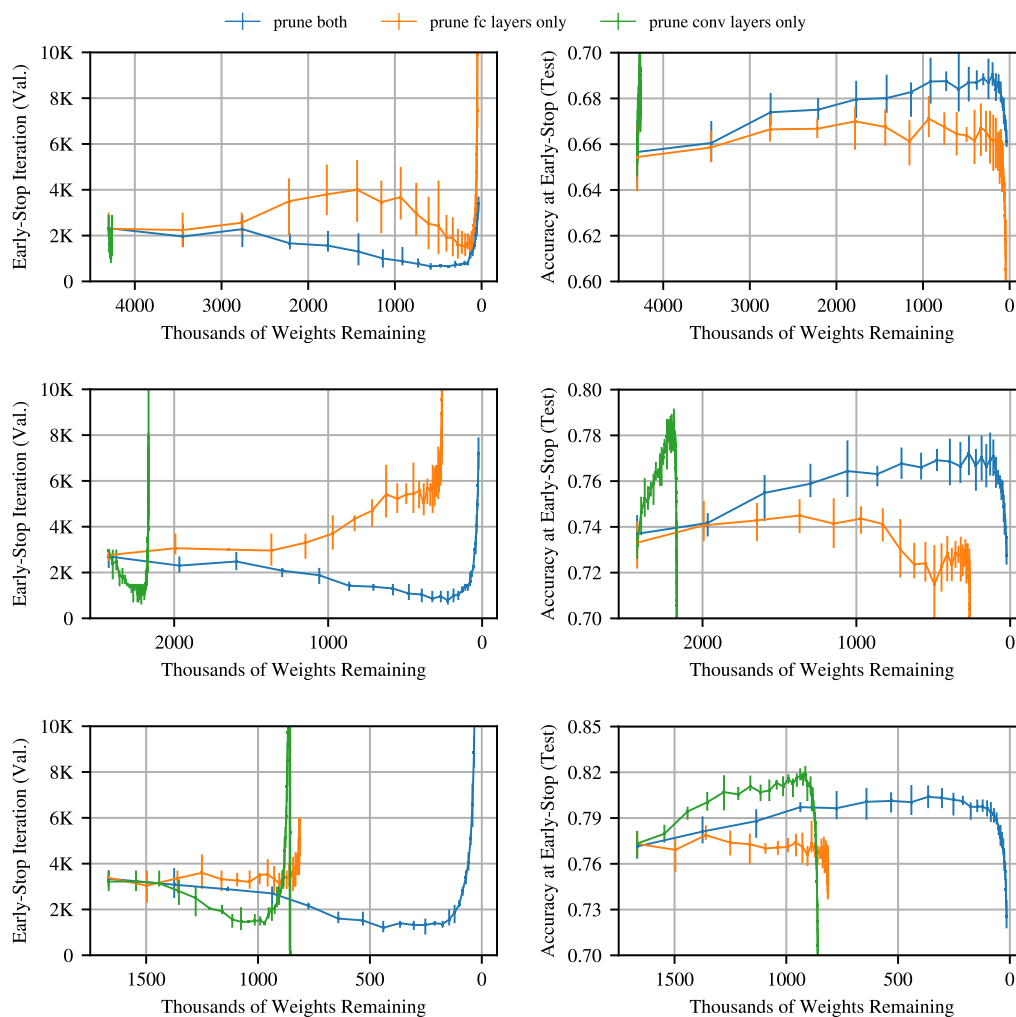 prune both prune fc layers only prune conv layers only
Early-Stop Iteration (Val.)
10K
8K
6K
4K
2K
0
4000 3000 2000 1000 0
Thousands of Weights Remaining
Accuracy at Early-Stop (Test)
0.70
0.68
0.66
0.64
0.62
0.60
4000 3000 2000 1000 0
Thousands of Weights Remaining
Early-Stop Iteration (Val.)
10K
8K
6K
4K
2K
0
2000 1000 0
Thousands of Weights Remaining
Accuracy at Early-Stop (Test)
0.80
0.78
0.76
0.74
0.72
0.70
2000 1000 0
Thousands of Weights Remaining
Early-Stop Iteration (Val.)
10K
8K
6K
4K
2K
0
1500 1000 500 0
Thousands of Weights Remaining
Accuracy at Early-Stop (Test)
0.85
0.82
0.79
0.76
0.73
0.70
1500 1000 500 0
Thousands of Weights Remaining